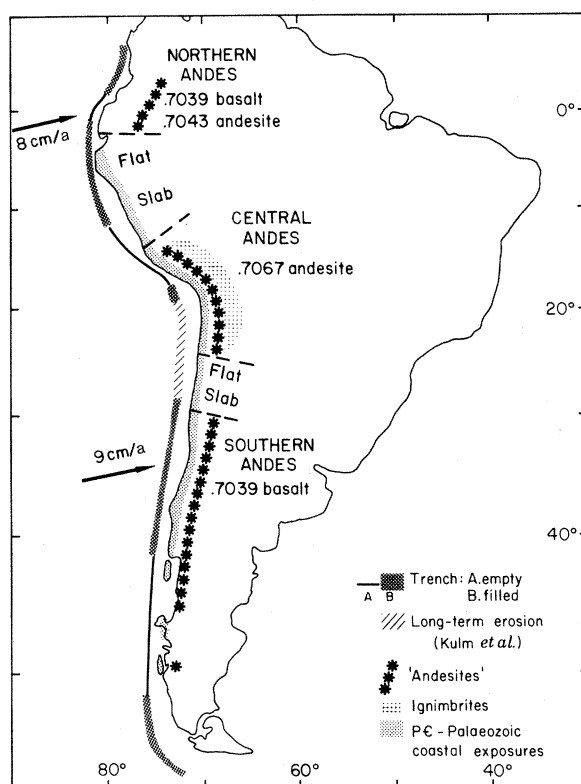 NORTHERN
ANDES
.7039 basalt
.7043 andesite
0°
8 cm/a
Flat
Slab
CENTRAL
ANDES
.7067 andesite
20°
Flat
Slab
9 cm/a
SOUTHERN
ANDES
.7039 basalt
40°
Trench: A. empty
A B B. filled
Long-term erosion
(Kulm et al.)
'Andesites'
Ignimbrites
P€ - Palaeozoic
coastal exposures
80° 60° 40°